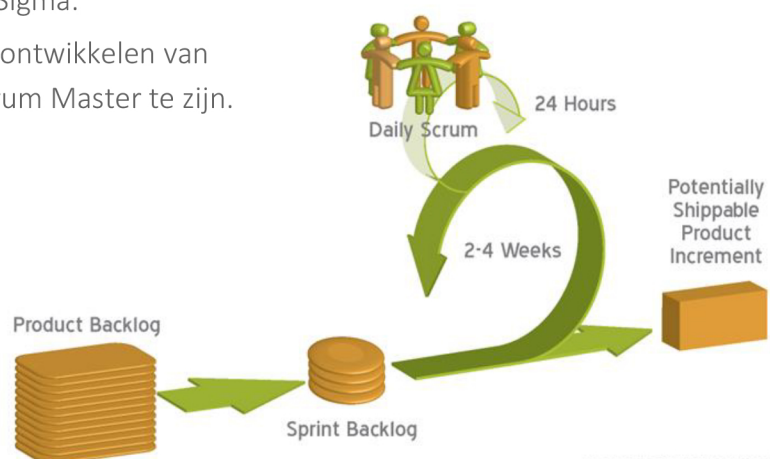 Sigma.
ontwikkelen van
um Master te zijn.
Daily Scrum
24 Hours
2-4 Weeks
Potentially
Shippable
Product
Increment
Product Backlog
Sprint Backlog